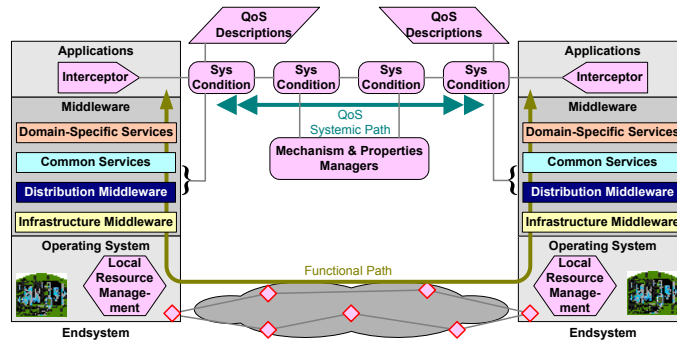 QoS
Descriptions
QoS
Descriptions
Applications
Applications
Interceptor
Sys
Condition
Sys
Condition
Sys
Condition
Sys
Condition
Interceptor
Middleware
QoS
Systemic Path
Middleware
Domain-Specific Services
Domain-Specific Services
Mechanism & Properties
Managers
Common Services
Common Services
Distribution Middleware
Distribution Middleware
Infrastructure Middleware
Infrastructure Middleware
Operating System
Operating System
Local
Resource
Manage-
ment
Functional Path
Local
Resource
Manage-
ment
Endsystem
Endsystem